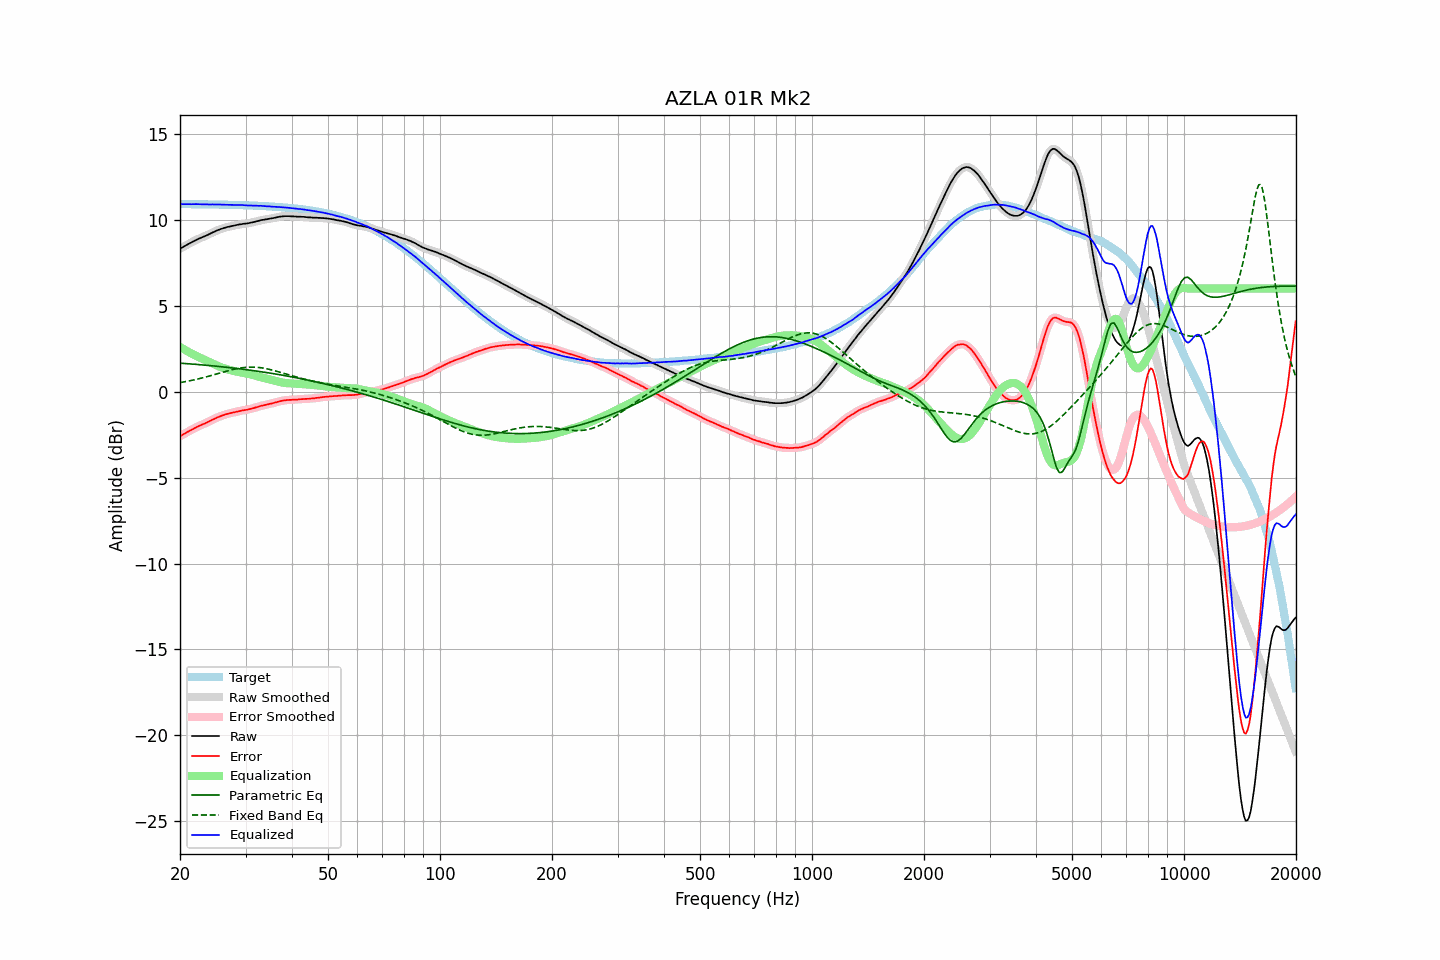 AZLA 01R Mk2
Amplitude (dBr)
15
10
5
0
−5
−10
−15
−20
−25
Target
Raw Smoothed
Error Smoothed
Raw
Error
Equalization
Parametric Eq
Fixed Band Eq
Equalized
20 50 100 200 500 1000 2000 5000 10000 20000
Frequency (Hz)